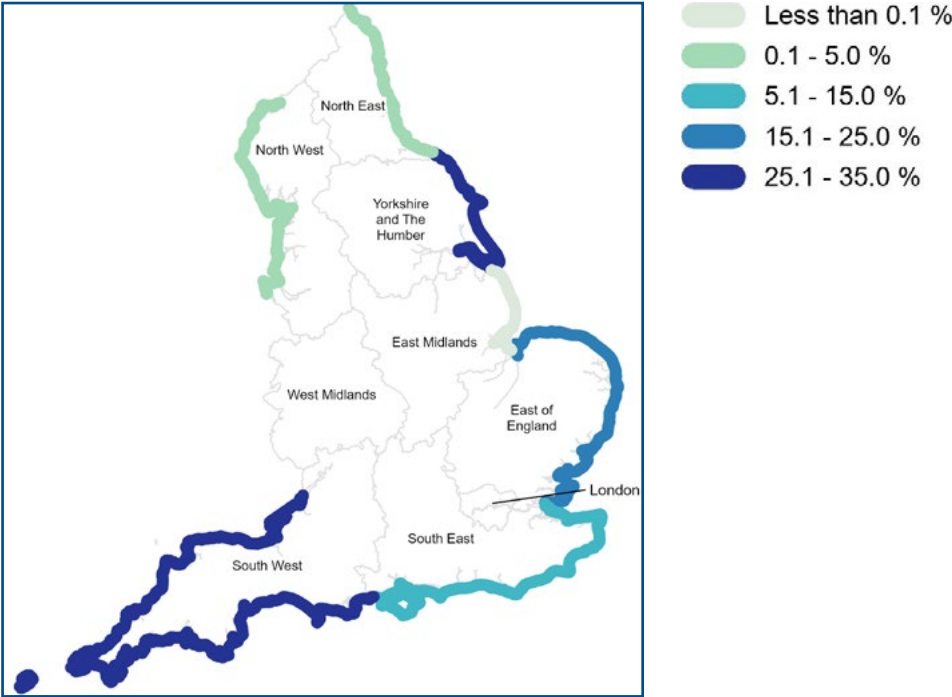 Less than 0.1 %
0.1 - 5.0 %
5.1 - 15.0 %
15.1 - 25.0 %
25.1 - 35.0 %
North East
North West
Yorkshire
and The
Humber
East Midlands
West Midlands
East of
England
London
South East
South West